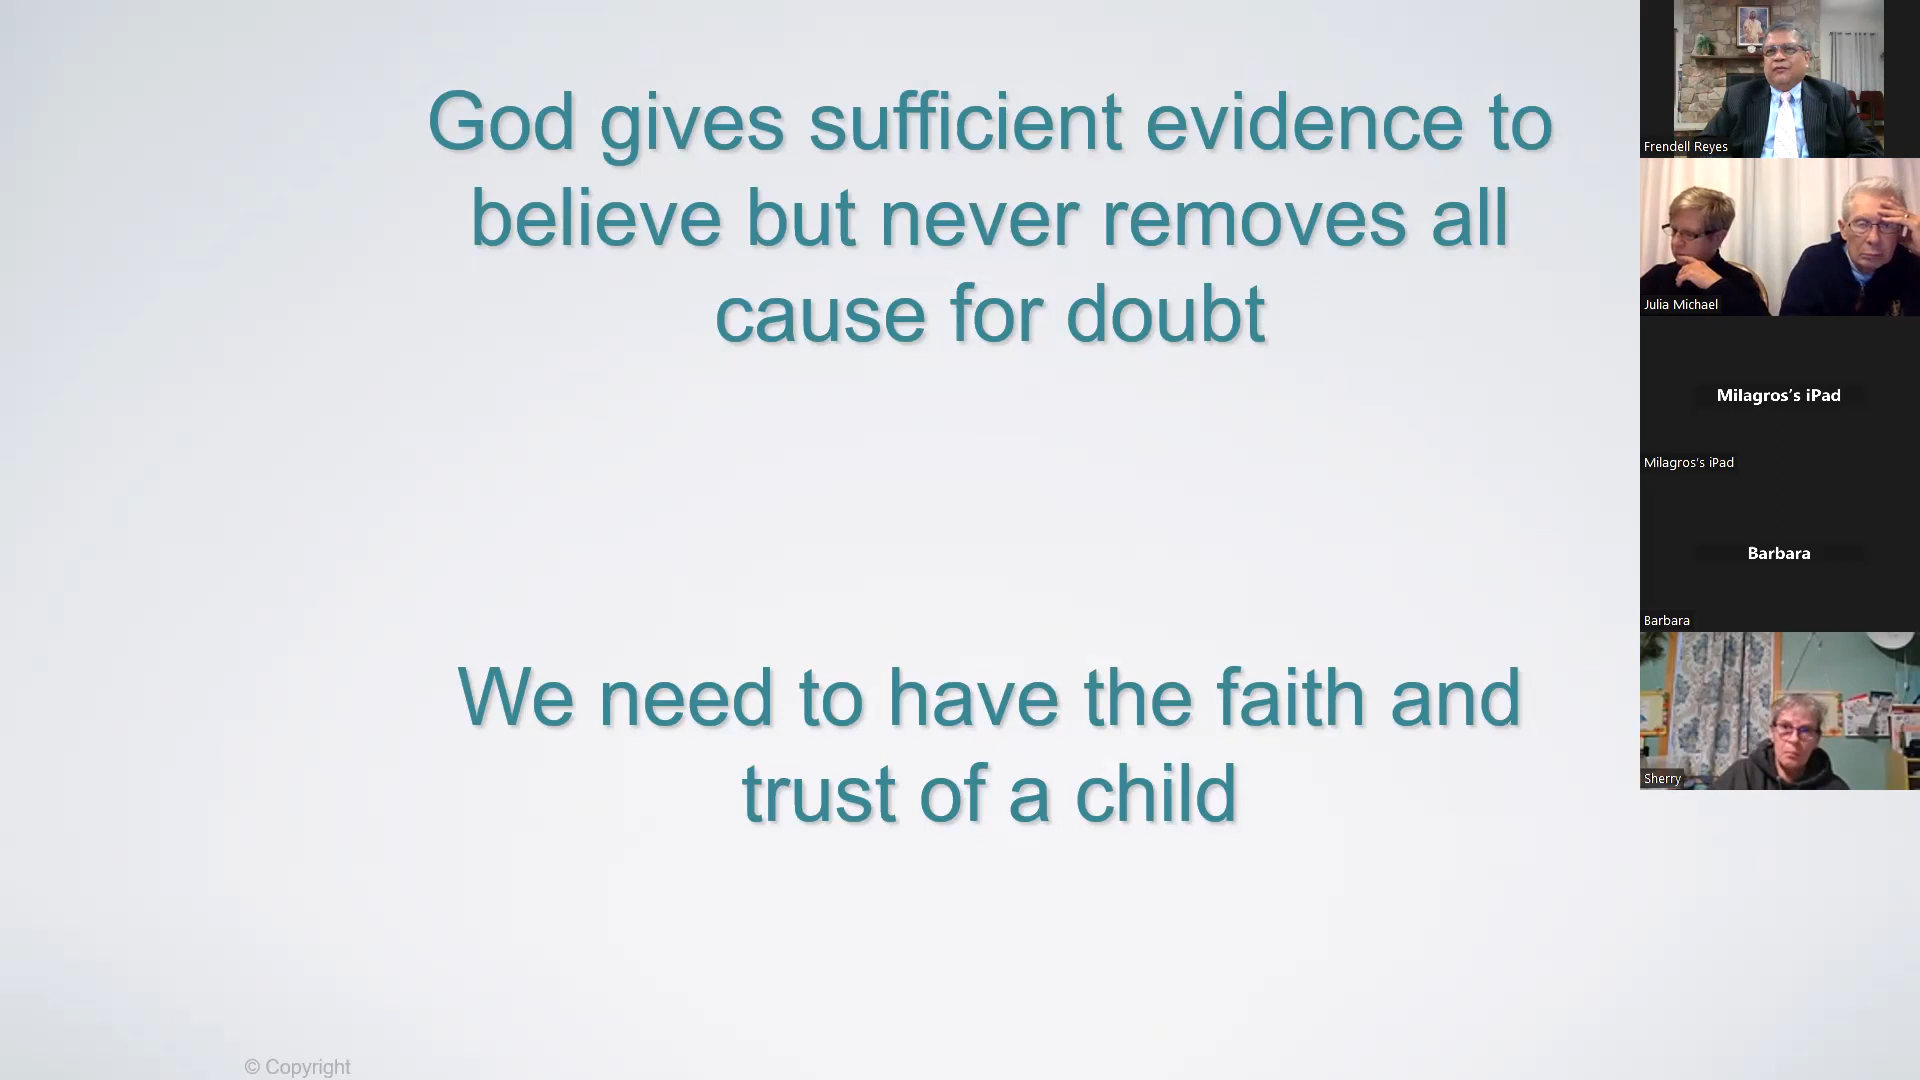 God gives sufficient evidence to
believe but never removes all
cause for doubt
We need to have the faith and
trust of a child
© Copyright
Frendell Reyes
Julia Michael
Milagros's iPad
Milagros's iPad
Barbara
Barbara
Sherry